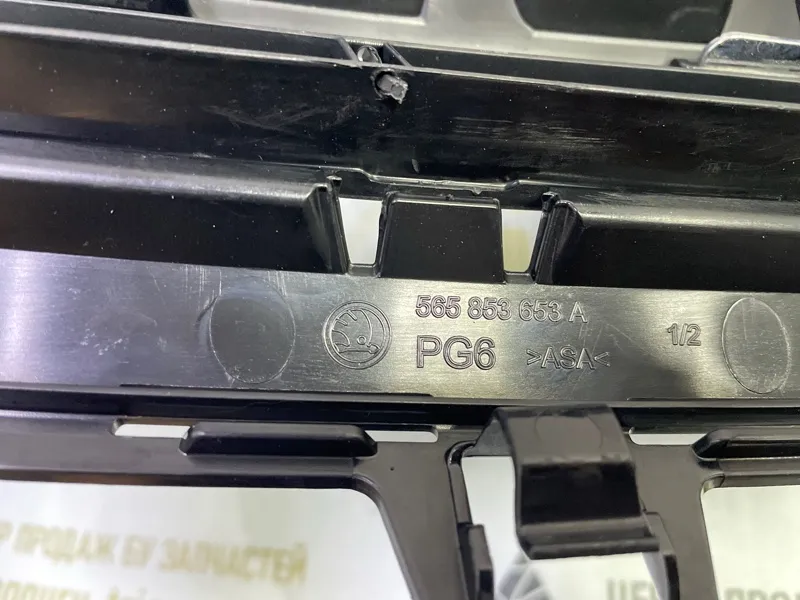 565 853 653 A
PG6 >ASA<
1/2
Р ПРОДАЖ БУ ЗАПЧАСТЕЙ